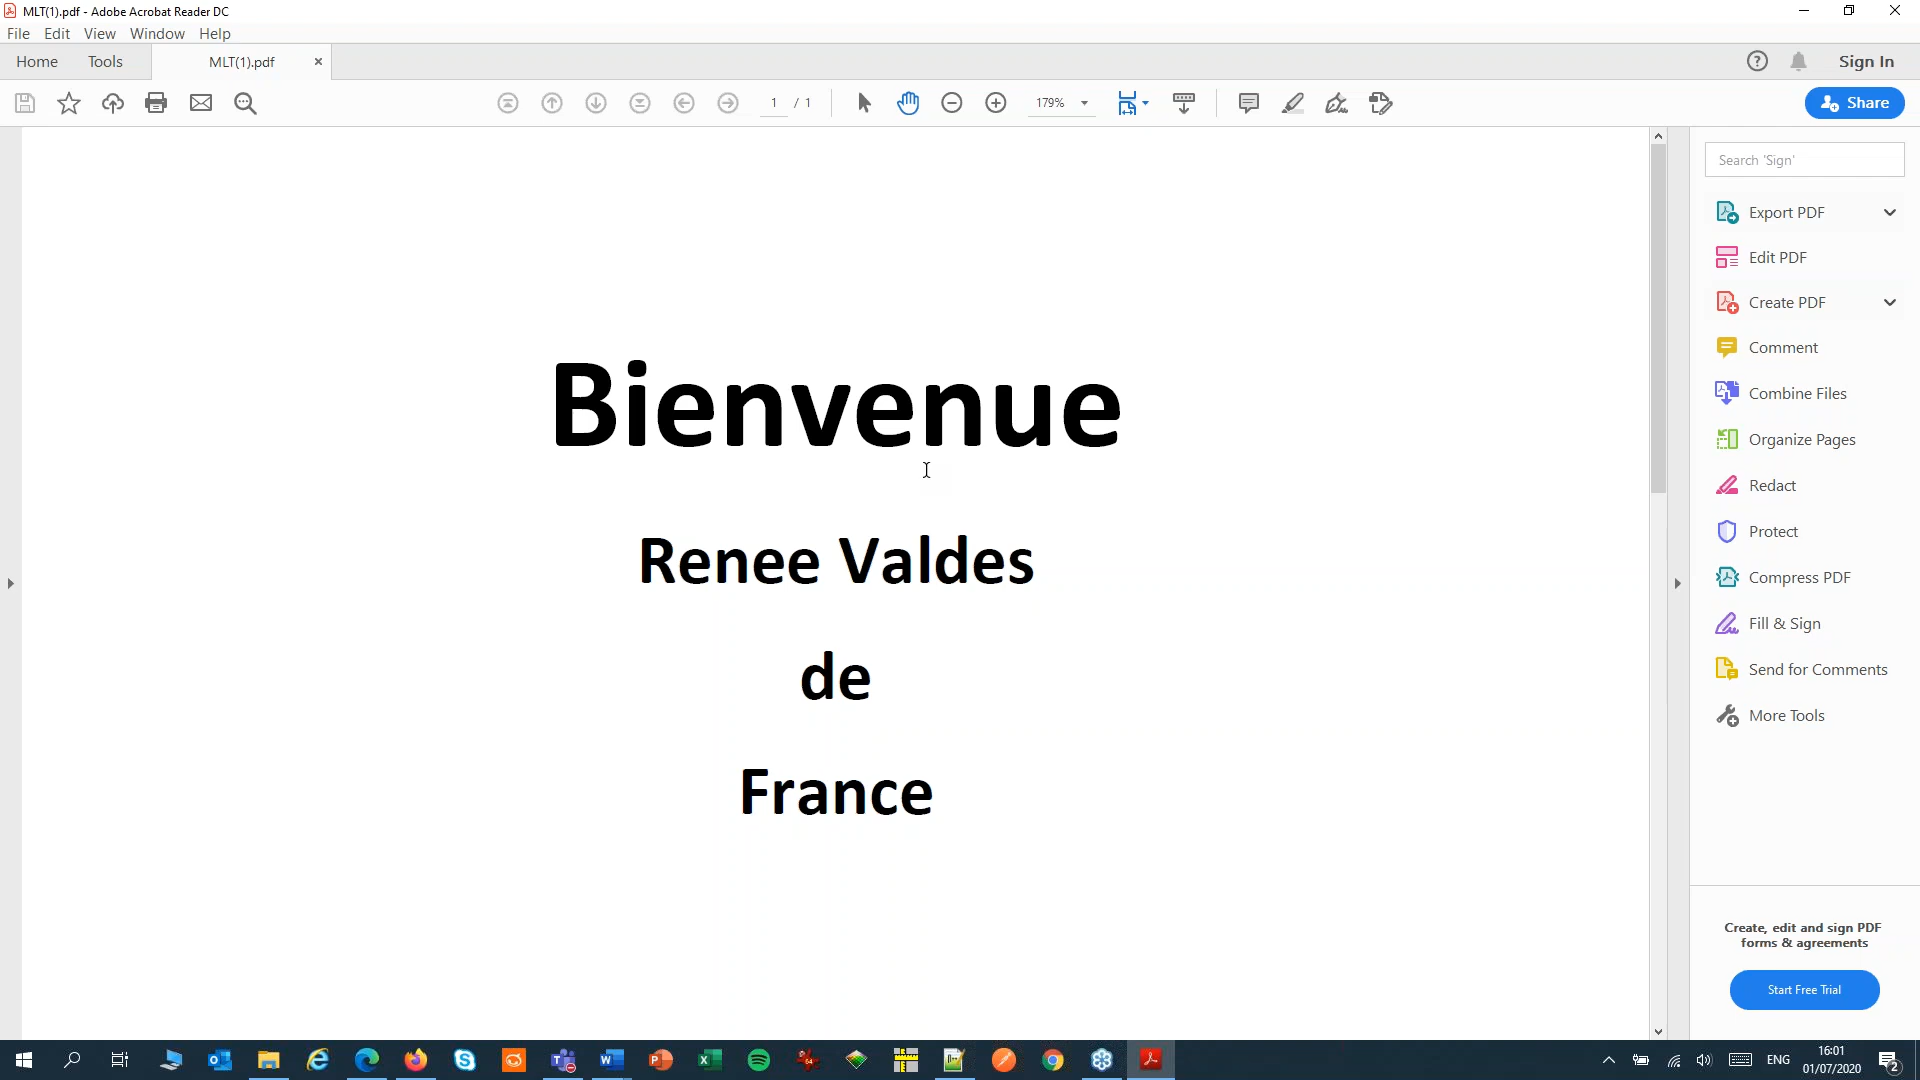 MLT(1).pdf - Adobe Acrobat Reader DC
File Edit View Window Help
Home Tools MLT(1).pdf Sign In
1 / 1 179% Share
Search 'Sign'
Export PDF
Edit PDF
Create PDF
Comment
Combine Files
Organize Pages
Redact
Protect
Compress PDF
Fill & Sign
Send for Comments
More Tools
Bienvenue
Renee Valdes
de
France
Create, edit and sign PDF
forms & agreements
Start Free Trial
ENG 16:01
01/07/2020
2